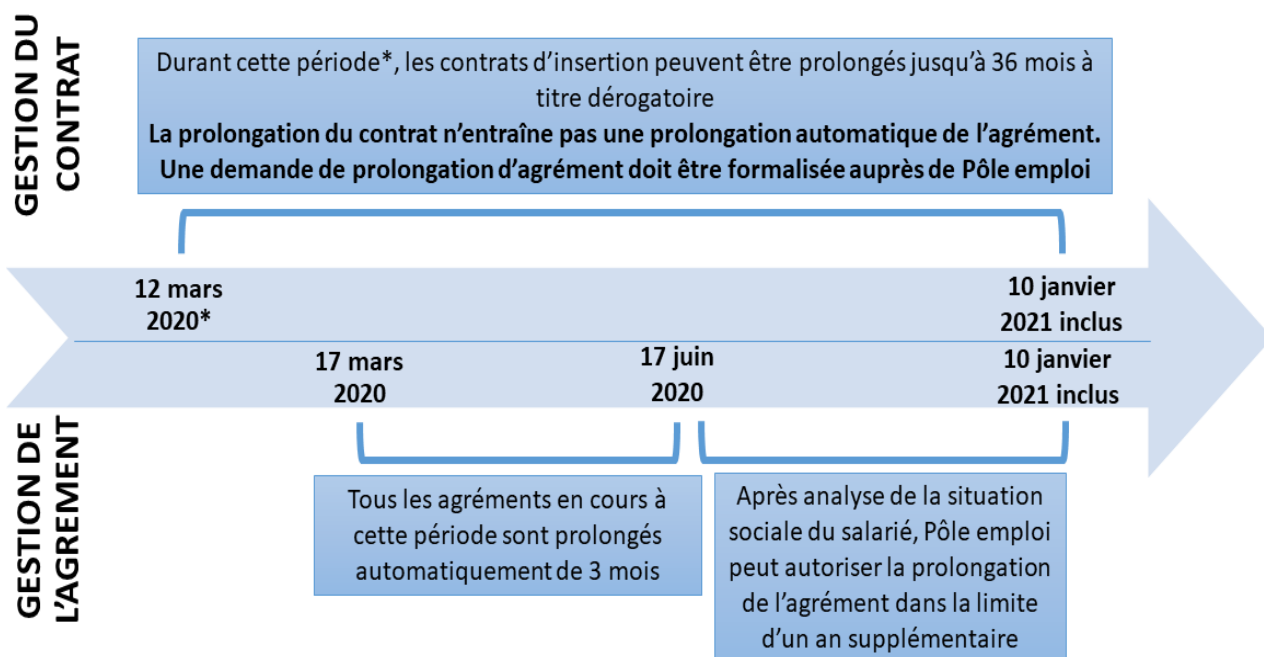 GESTION DU
CONTRAT
Durant cette période*, les contrats d’insertion peuvent être prolongés jusqu’à 36 mois à
titre dérogatoire
La prolongation du contrat n’entraîne pas une prolongation automatique de l’agrément.
Une demande de prolongation d’agrément doit être formalisée auprès de Pôle emploi
12 mars
2020*
10 janvier
2021 inclus
17 mars
2020
17 juin
2020
10 janvier
2021 inclus
GESTION DE
L’AGREMENT
Tous les agréments en cours à
cette période sont prolongés
automatiquement de 3 mois
Après analyse de la situation
sociale du salarié, Pôle emploi
peut autoriser la prolongation
de l’agrément dans la limite
d’un an supplémentaire